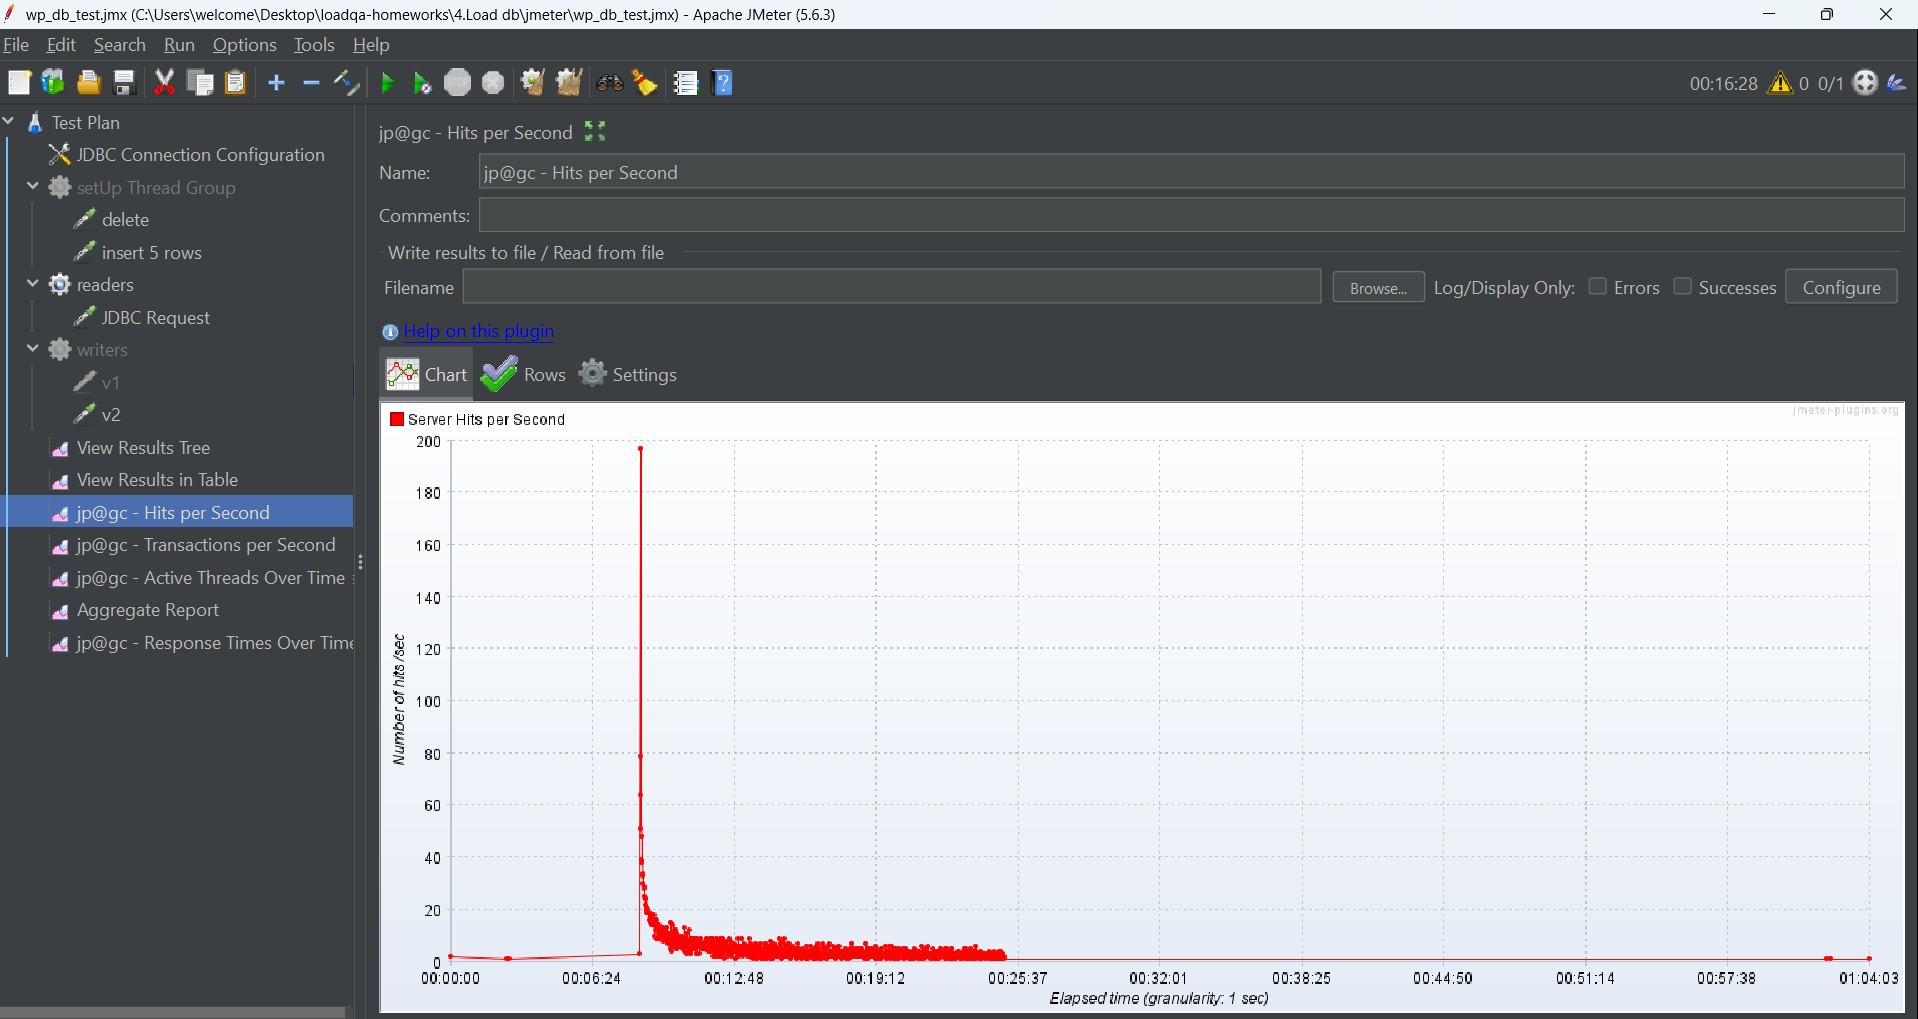 wp_db_test.jmx (C:\Users\welcome\Desktop\loadqa-homeworks\4.Load db\jmeter\wp_db_test.jmx) - Apache JMeter (5.6.3)
File Edit Search Run Options Tools Help
STOP
00:16:28 0 0/1
Test Plan
JDBC Connection Configuration
setUp Thread Group
delete
insert 5 rows
readers
JDBC Request
writers
v1
v2
View Results Tree
View Results in Table
jp@gc - Hits per Second
jp@gc - Transactions per Second
jp@gc - Active Threads Over Time
Aggregate Report
jp@gc - Response Times Over Time
jp@gc - Hits per Second
Name: jp@gc - Hits per Second
Comments:
Write results to file / Read from file
Filename Browse... Log/Display Only: Errors Successes Configure
Help on this plugin
Chart Rows Settings
Server Hits per Second
jmeter-plugins.org
200
180
160
140
120
100
80
60
40
20
0
Number of hits /sec
00:00:00 00:06:24 00:12:48 00:19:12 00:25:37 00:32:01 00:38:25 00:44:50 00:51:14 00:57:38 01:04:03
Elapsed time (granularity: 1 sec)